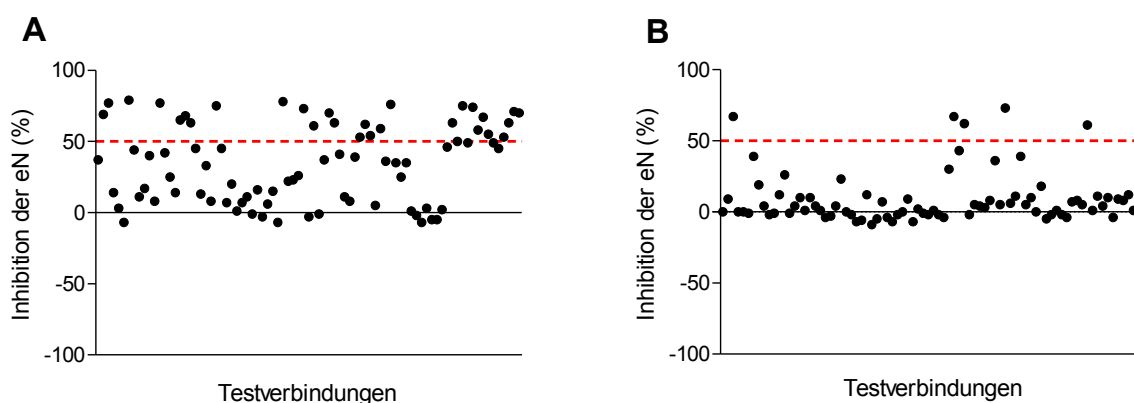 A
Inhibition der eN (%)
100
50
0
-50
-100
Testverbindungen
B
Inhibition der eN (%)
100
50
0
-50
-100
Testverbindungen